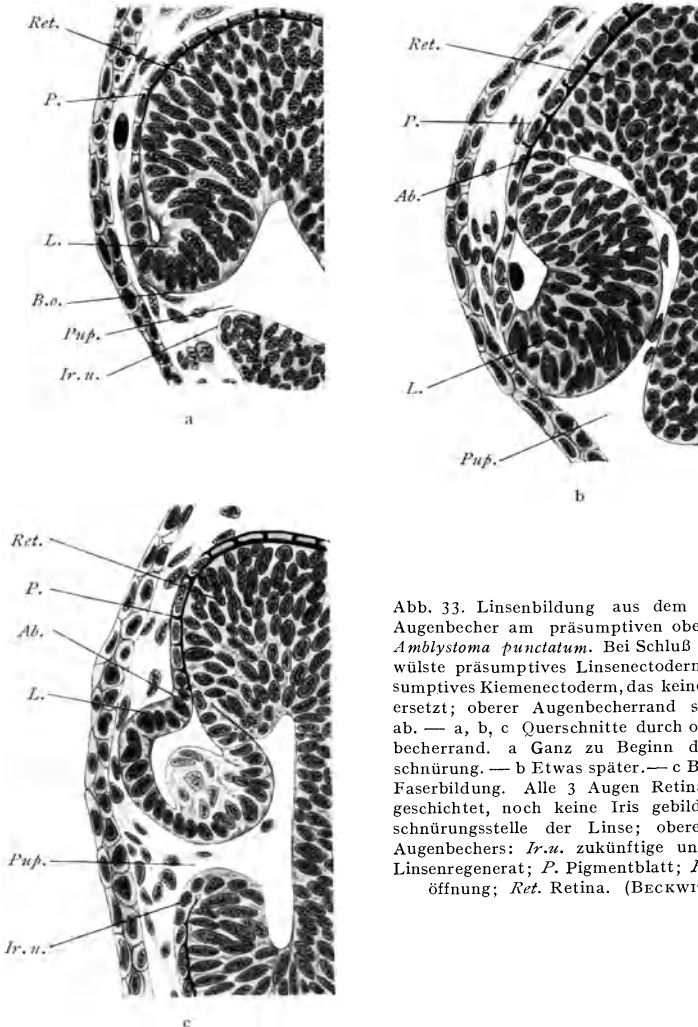 Ret.
P.
L.
B.o.
Pup.
Ir.u.
a
Ret.
P.
Ab.
L.
Pup.
b
Ret.
P.
Ab.
L.
Pup.
Ir.u.
c
Abb. 33. Linsenbildung aus dem
Augenbecher am präsumptiven obe
Amblystoma punctatum. Bei Schluß
wülste präsumptives Linsenectoderm
sumptives Kiemenectoderm, das kein
ersetzt; oberer Augenbecherrand s
ab. — a, b, c Querschnitte durch o
becherrand. a Ganz zu Beginn d
schnürung. — b Etwas später. — c B
Faserbildung. Alle 3 Augen Retin
geschichtet, noch keine Iris gebild
schnürungsstelle der Linse; obere
Augenbechers: Ir.u. zukünftige un
Linsenregenerat; P. Pigmentblatt;
öffnung; Ret. Retina. (BECKWI